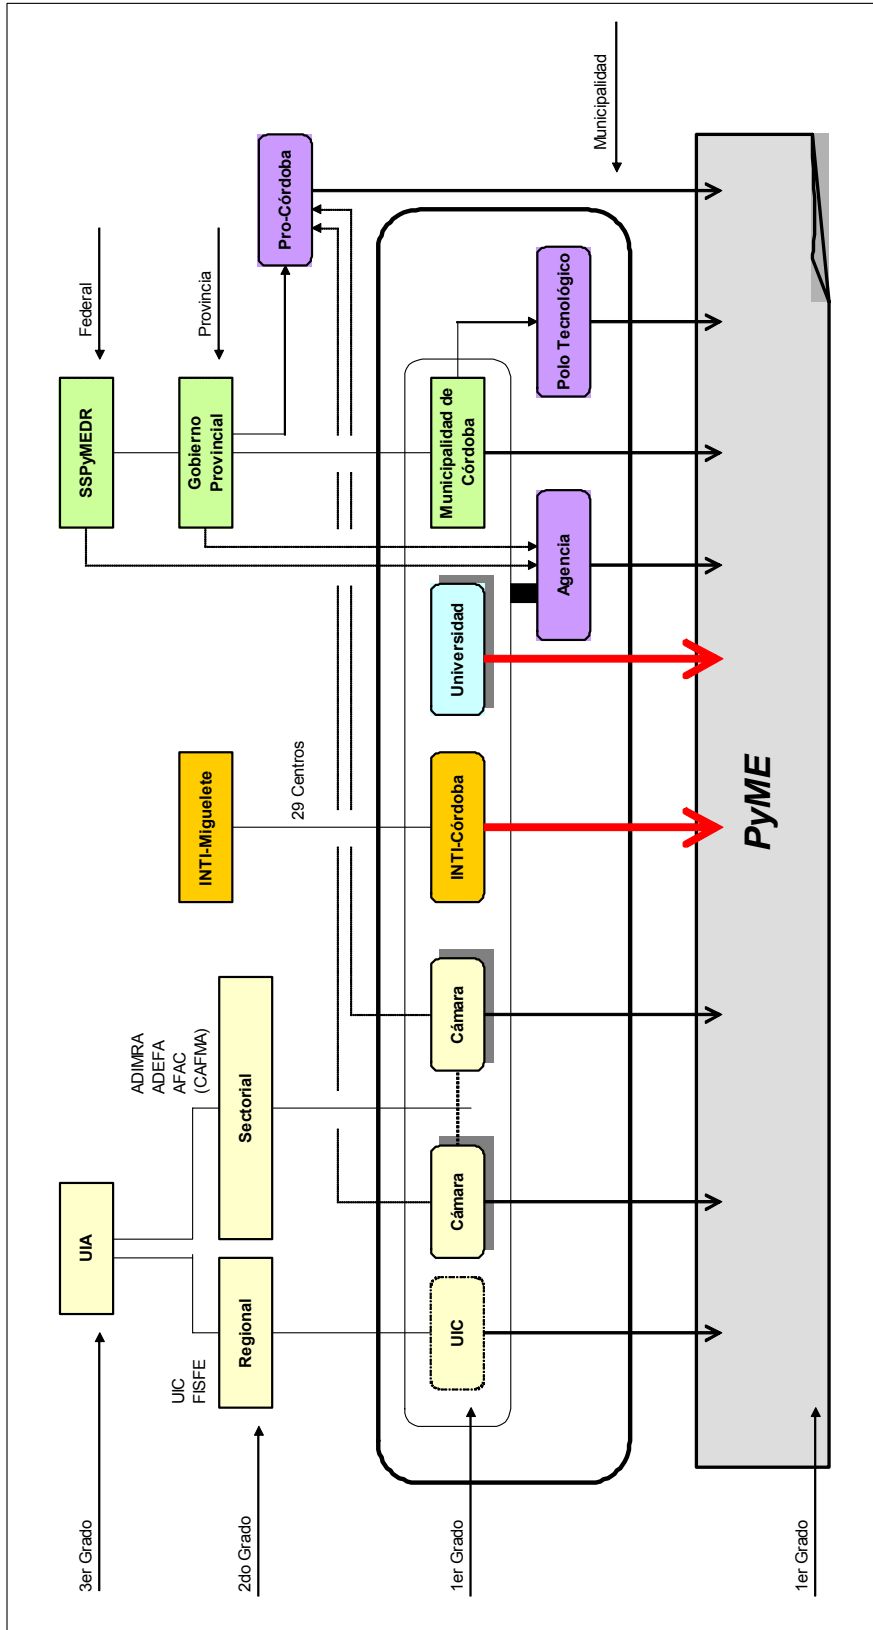 3er Grado
UIA
SSPyMEDR
Federal
ADIMRA
ADEFA
AFAC
(CAFMA)
UIC
FISFE
INTI-Miguelete
Gobierno
Provincial
Provincia
2do Grado
Regional
Sectorial
29 Centros
Pro-Córdoba
1er Grado
UIC
Cámara
Cámara
INTI-Córdoba
Universidad
Municipalidad de
Córdoba
Agencia
Polo Tecnológico
Municipalidad
PyME
1er Grado